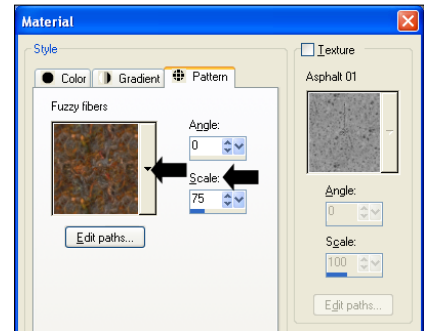 Material
Style
Color
Gradient
Pattern
Fuzzy fibers
Angle:
0
Scale:
75
Edit paths...
Texture
Asphalt 01
Angle:
0
Scale:
100
Edit paths...